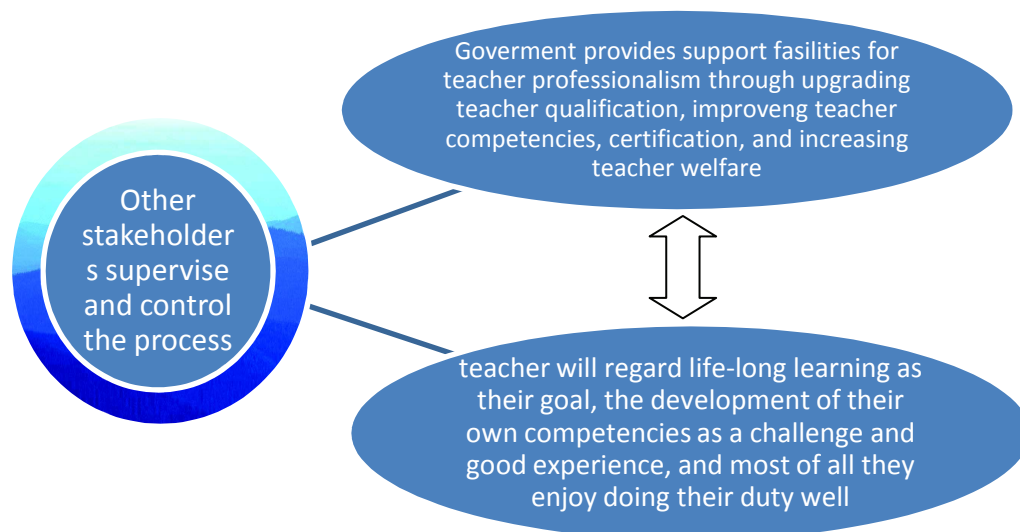 Goverment provides support fasilities for
teacher professionalism through upgrading
teacher qualification, improveng teacher
competencies, certification, and increasing
teacher welfare
Other
stakeholder
s supervise
and control
the process
teacher will regard life-long learning as
their goal, the development of their
own competencies as a challenge and
good experience, and most of all they
enjoy doing their duty well